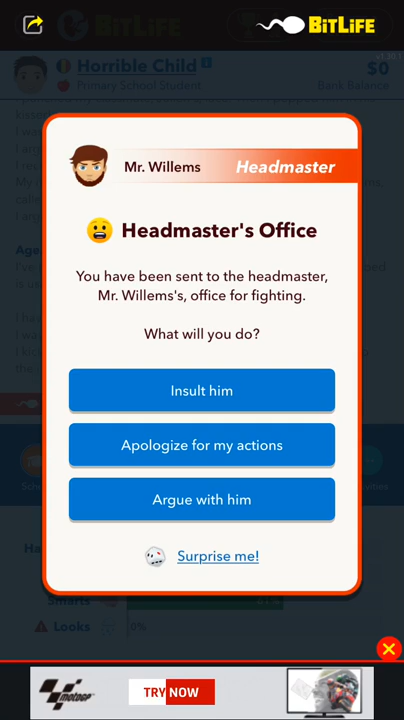 BITLIFE
Horrible Child
$0
Primary School Student
Bank Balance
Mr. Willems
Headmaster
Headmaster's Office
You have been sent to the headmaster,
Mr. Willems's, office for fighting.
What will you do?
Insult him
Apologize for my actions
Argue with him
Surprise me!
Smarts
Looks
0%
motoGP
TRY NOW